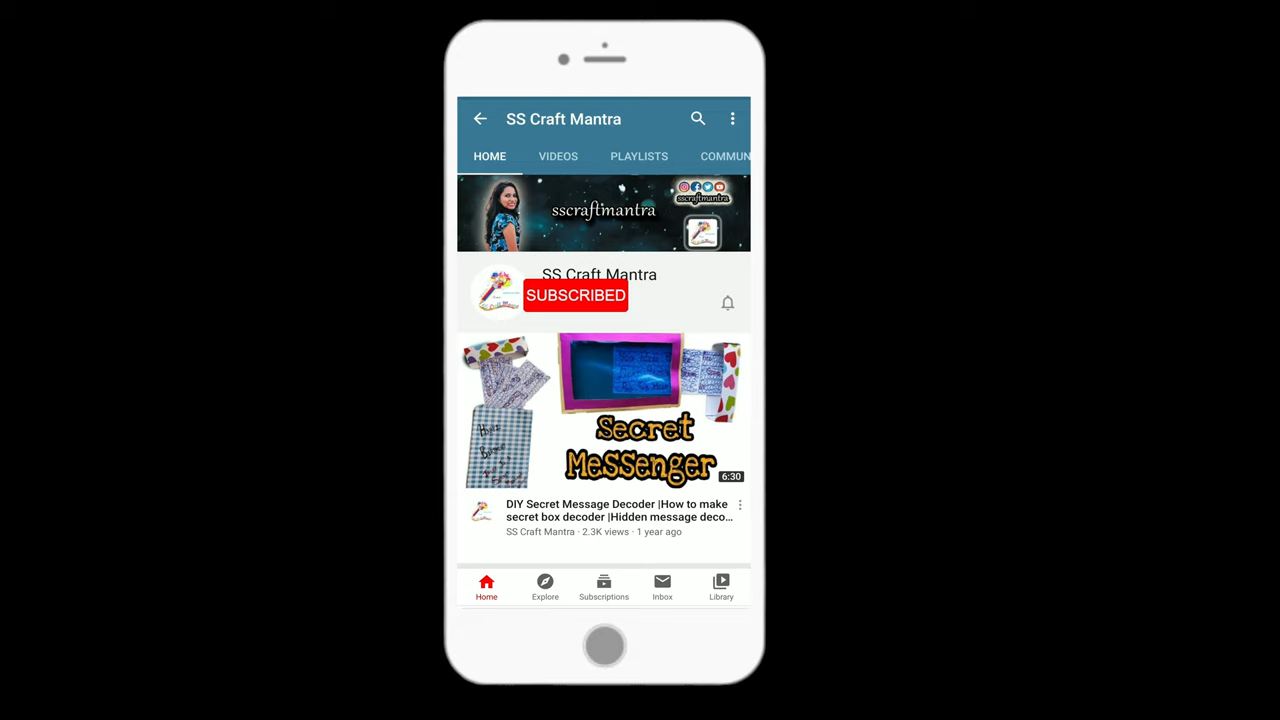 SS Craft Mantra
HOME VIDEOS PLAYLISTS COMMUN
sscraftmantra
sscraftmantra
SS Craft Mantra
SUBSCRIBED
Secret
MeSSenger
6:30
DIY Secret Message Decoder |How to make
secret box decoder |Hidden message deco...
SS Craft Mantra · 2.3K views · 1 year ago
Home Explore Subscriptions Inbox Library